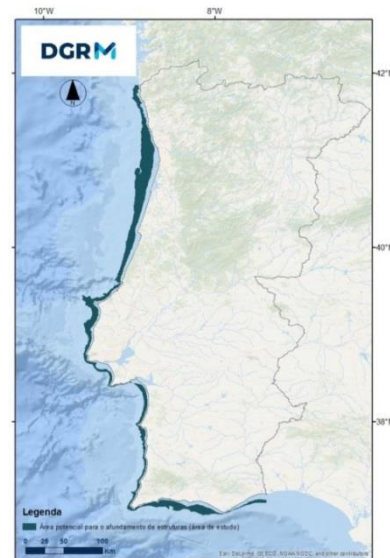 10°W
8°W
DGRM
N
42°N
40°N
38°N
Legenda
Área potencial para o afundamento de estruturas (área de estudo)
0 25 50 100
Km